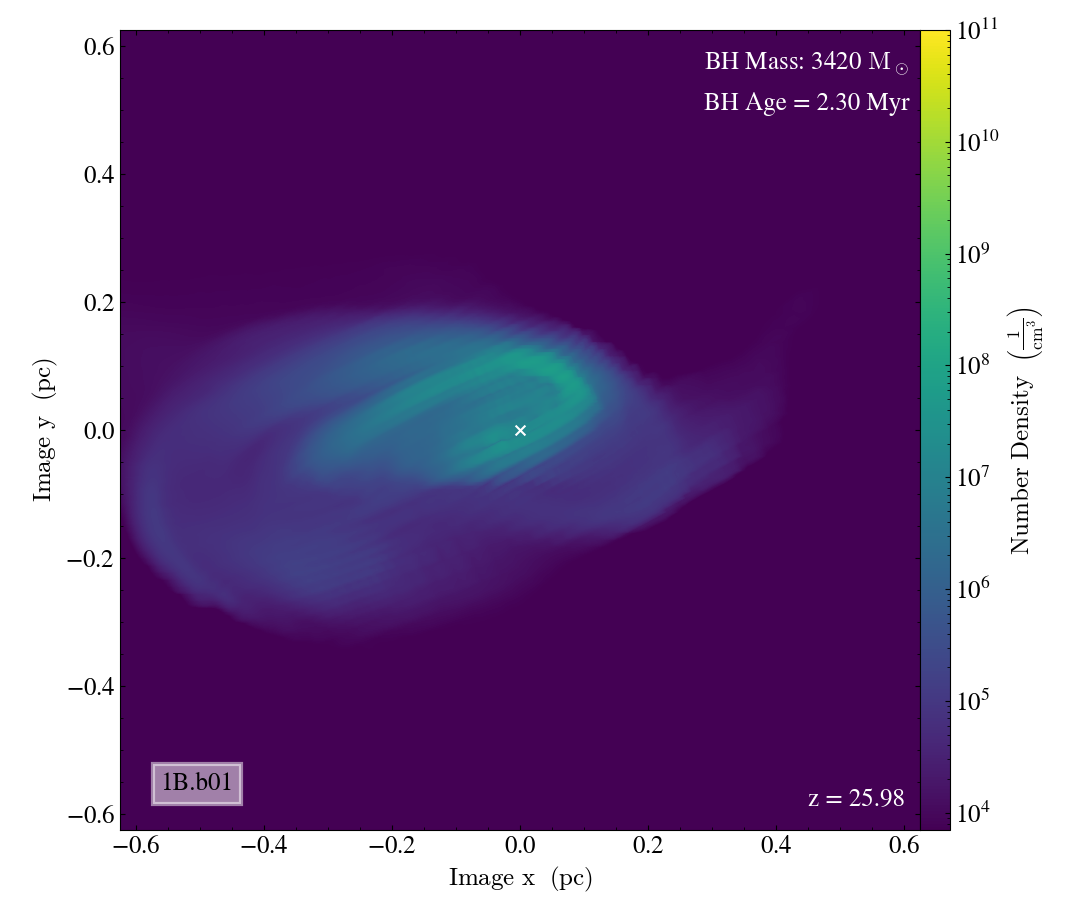 BH Mass: 3420 M☉
BH Age = 2.30 Myr
0.6
0.4
0.2
0.0
−0.2
−0.4
−0.6
Image y (pc)
1B.b01
z = 25.98
−0.6 −0.4 −0.2 0.0 0.2 0.4 0.6
Image x (pc)
10¹¹
10¹⁰
10⁹
10⁸
10⁷
10⁶
10⁵
10⁴
Number Density (1/cm³)